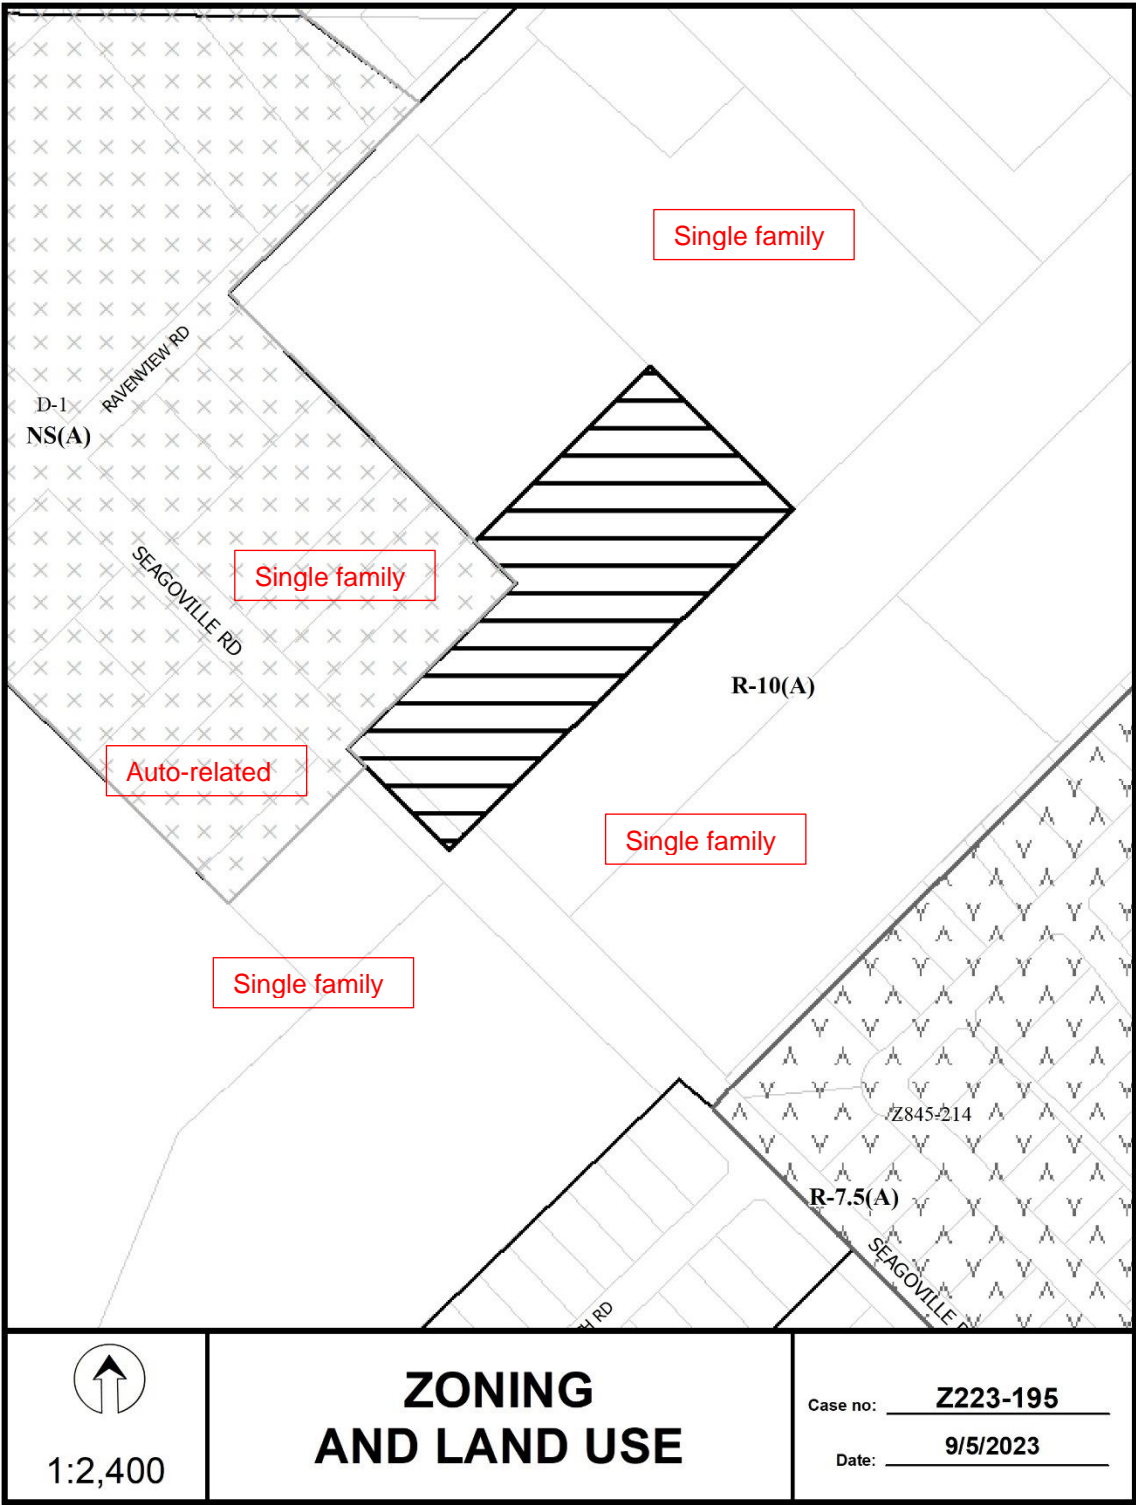 Single family
RAVENVIEW RD
D-1
NS(A)
SEAGOVILLE RD
Single family
R-10(A)
Auto-related
Single family
Single family
Z845-214
R-7.5(A)
SEAGOVILLE
RD
1:2,400
ZONING
AND LAND USE
Case no: Z223-195
Date: 9/5/2023